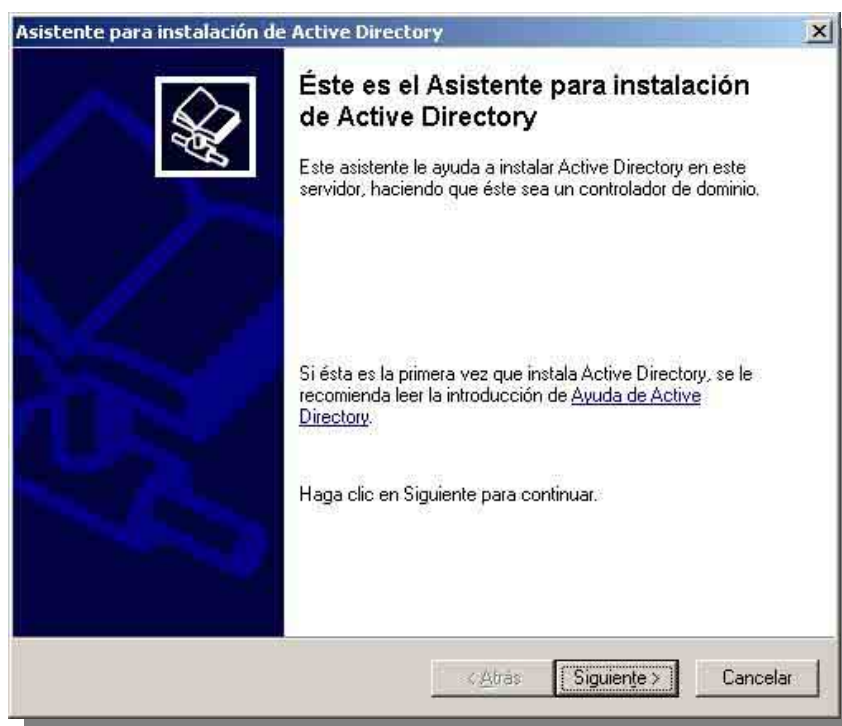 Asistente para instalación de Active Directory
Éste es el Asistente para instalación
de Active Directory
Este asistente le ayuda a instalar Active Directory en este
servidor, haciendo que éste sea un controlador de dominio.
Si ésta es la primera vez que instala Active Directory, se le
recomienda leer la introducción de Ayuda de Active
Directory.
Haga clic en Siguiente para continuar.
< Atrás
Siguiente >
Cancelar